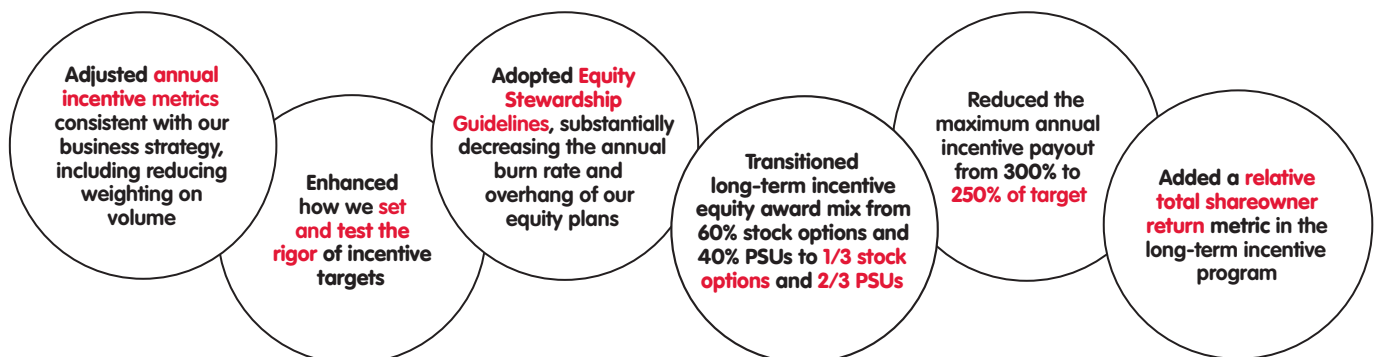 Adjusted annual
incentive metrics
consistent with our
business strategy,
including reducing
weighting on
volume
Enhanced
how we set
and test the
rigor of incentive
targets
Adopted Equity
Stewardship
Guidelines, substantially
decreasing the annual
burn rate and
overhang of our
equity plans
Transitioned
long-term incentive
equity award mix from
60% stock options and
40% PSUs to 1/3 stock
options and 2/3 PSUs
Reduced the
maximum annual
incentive payout
from 300% to
250% of target
Added a relative
total shareowner
return metric in the
long-term incentive
program